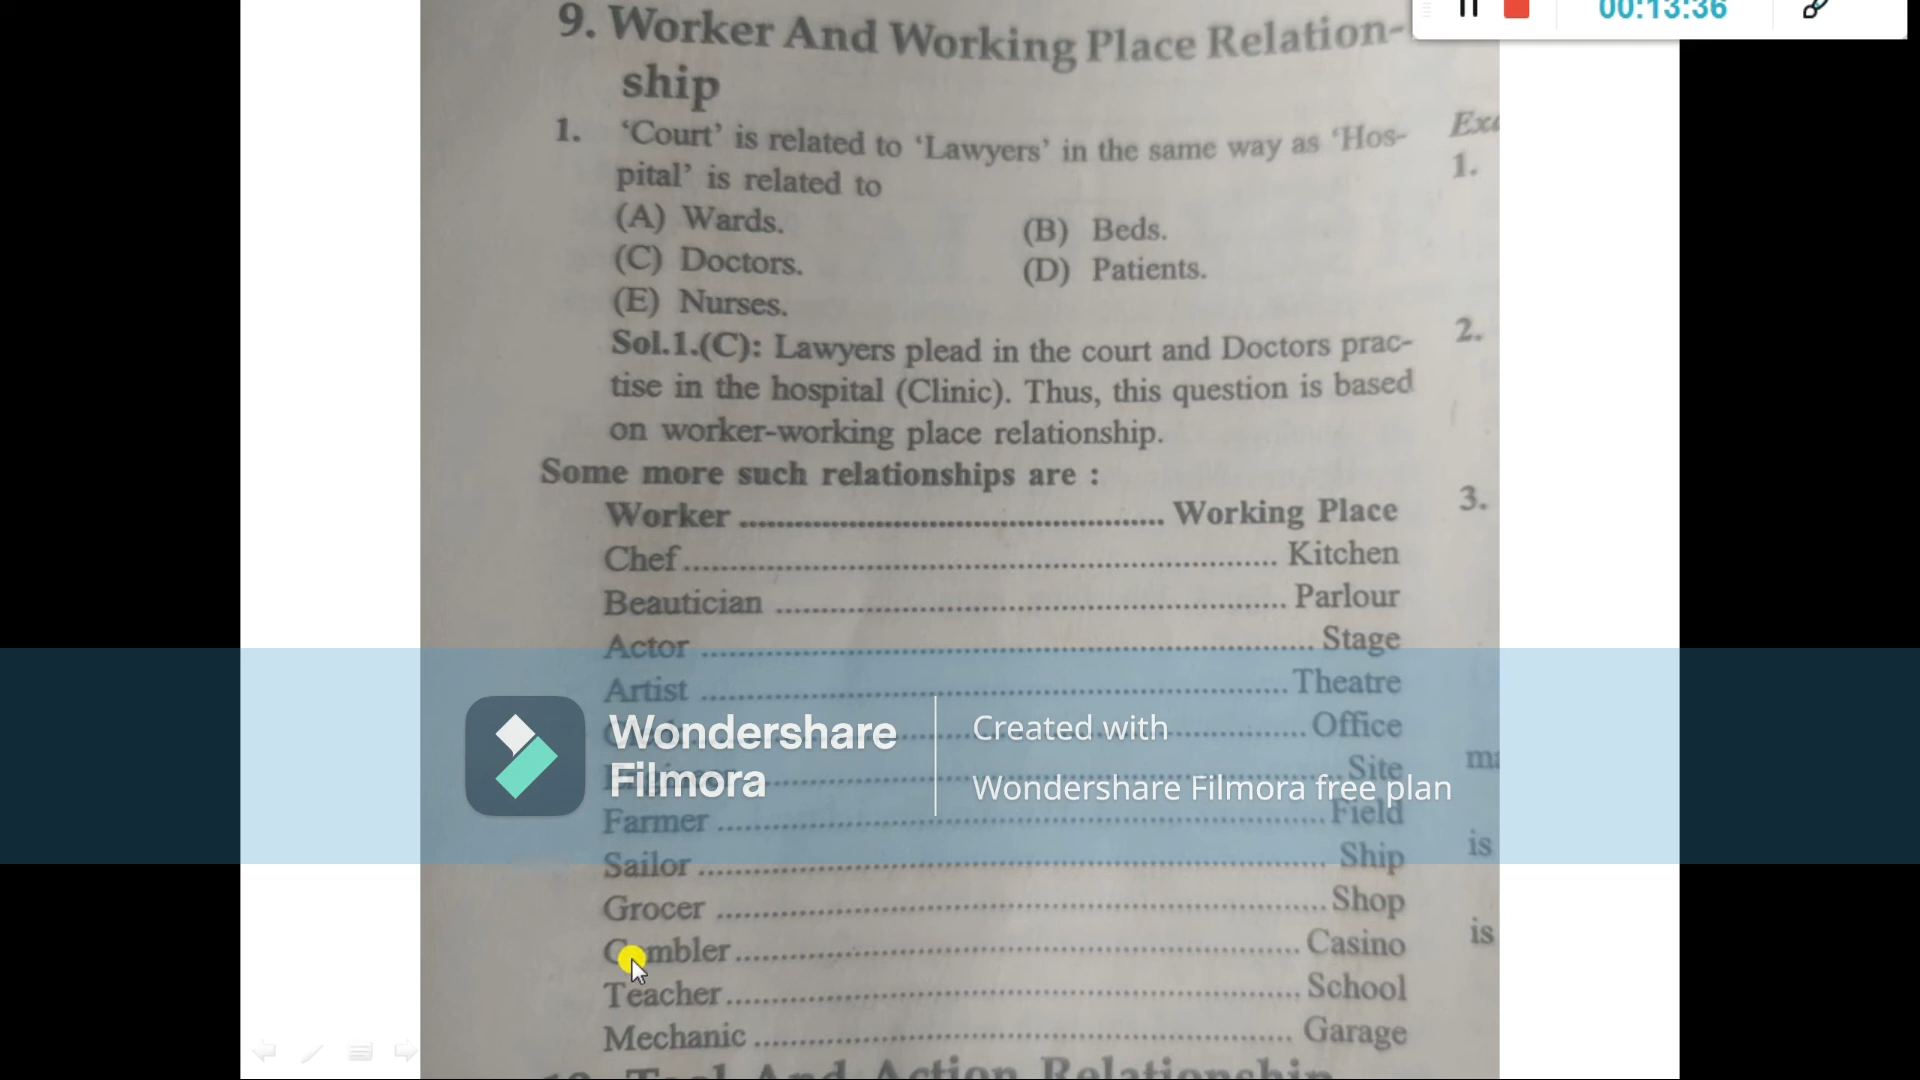 00:13:36
9. Worker And Working Place Relation-
ship
1. ‘Court’ is related to ‘Lawyers’ in the same way as ‘Hos-
pital’ is related to
(A) Wards. (B) Beds.
(C) Doctors. (D) Patients.
(E) Nurses.
Sol.1.(C): Lawyers plead in the court and Doctors prac-
tise in the hospital (Clinic). Thus, this question is based
on worker-working place relationship.
Some more such relationships are :
Worker ........................................ Working Place
Chef ........................................ Kitchen
Beautician ........................................ Parlour
Actor ........................................ Stage
Artist ........................................ Theatre
........................................ Office
........................................ Site
Farmer ........................................ Field
Sailor ........................................ Ship
Grocer ........................................ Shop
........................................ Casino
Teacher ........................................ School
Mechanic ........................................ Garage
Tool And Action Relationship
1.
2.
3.
is
is
Wondershare
Filmora
Created with
Wondershare Filmora free plan